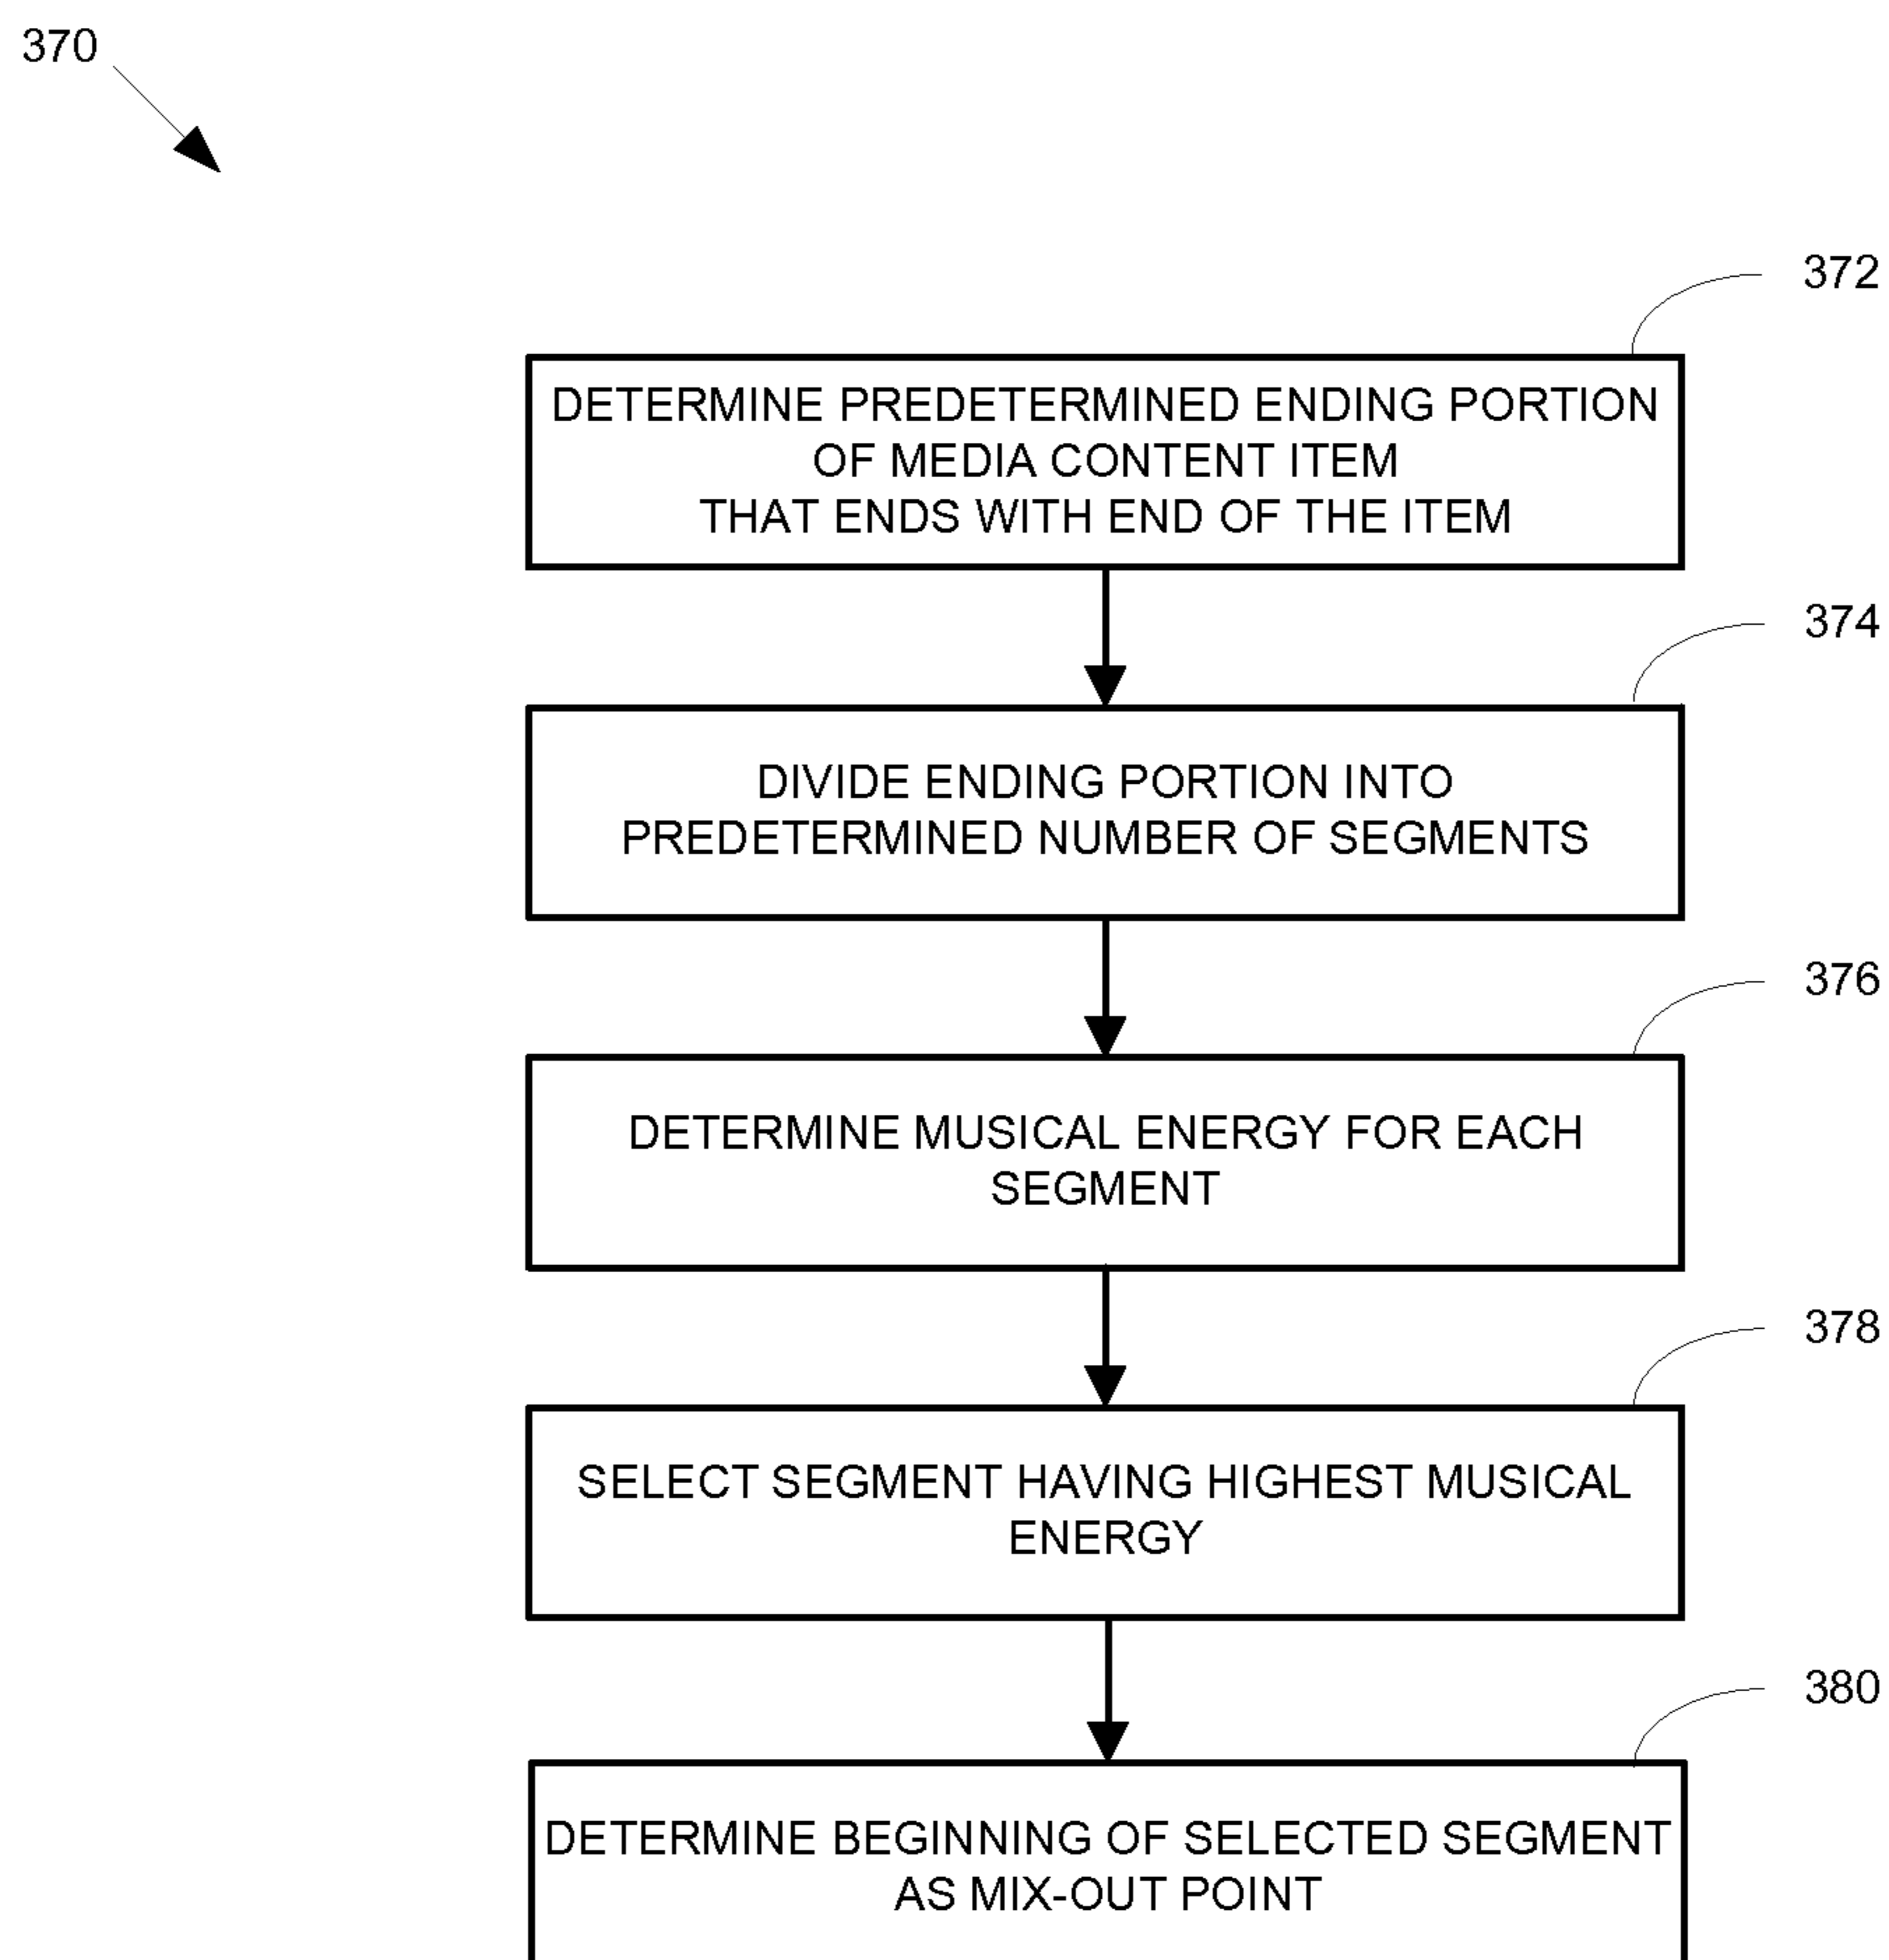 370
372
DETERMINE PREDETERMINED ENDING PORTION
OF MEDIA CONTENT ITEM
THAT ENDS WITH END OF THE ITEM
374
DIVIDE ENDING PORTION INTO
PREDETERMINED NUMBER OF SEGMENTS
376
DETERMINE MUSICAL ENERGY FOR EACH
SEGMENT
378
SELECT SEGMENT HAVING HIGHEST MUSICAL
ENERGY
380
DETERMINE BEGINNING OF SELECTED SEGMENT
AS MIX-OUT POINT